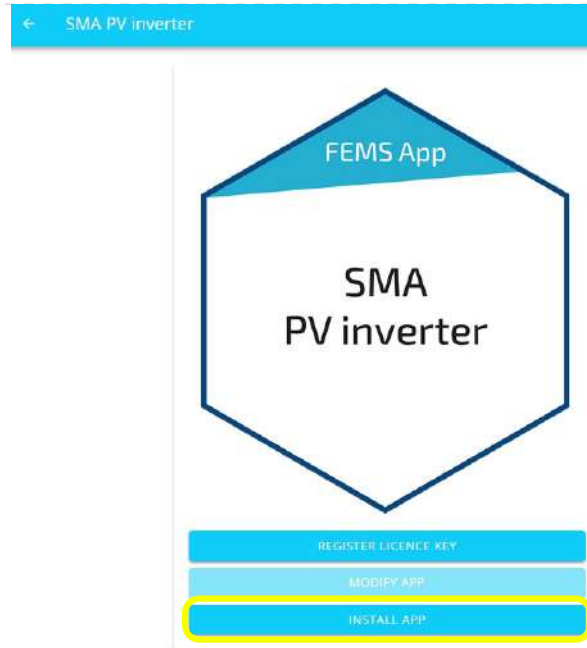 ← SMA PV inverter
FEMS App
SMA
PV inverter
REGISTER LICENCE KEY
MODIFY APP
INSTALL APP